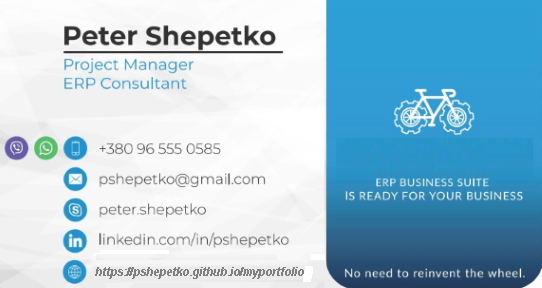 Peter Shepetko
Project Manager
ERP Consultant
+380 96 555 0585
pshepetko@gmail.com
peter.shepetko
linkedin.com/in/pshepetko
https://pshepetko.github.io/myportfolio
ERP BUSINESS SUITE
IS READY FOR YOUR BUSINESS
No need to reinvent the wheel.